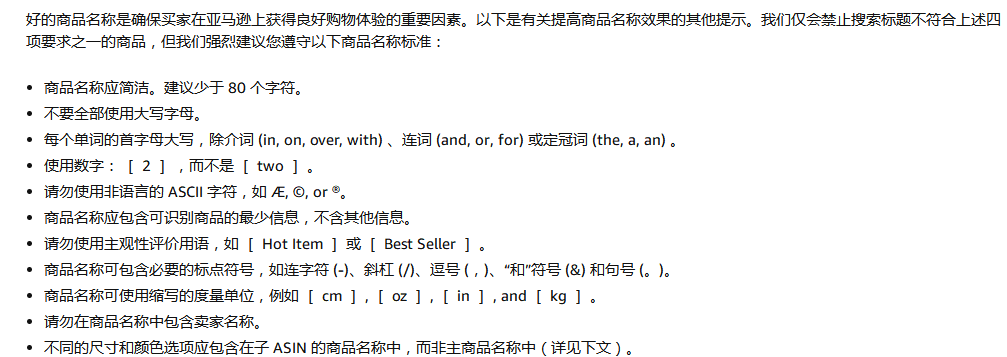 好的商品名称是确保买家在亚马逊上获得良好购物体验的重要因素。以下是有关提高商品名称效果的其他提示。我们仅会禁止搜索标题不符合上述四
项要求之一的商品，但我们强烈建议您遵守以下商品名称标准：
• 商品名称应简洁。建议少于 80 个字符。
• 不要全部使用大写字母。
• 每个单词的首字母大写，除介词 (in, on, over, with) 、连词 (and, or, for) 或定冠词 (the, a, an) 。
• 使用数字：［ 2 ］，而不是［ two ］。
• 请勿使用非语言的 ASCII 字符，如 Æ, ©, or ®。
• 商品名称应包含可识别商品的最少信息，不含其他信息。
• 请勿使用主观性评价用语，如［ Hot Item ］或［ Best Seller ］。
• 商品名称可包含必要的标点符号，如连字符 (-)、斜杠 (/)、逗号 (，)、“和”符号 (&) 和句号 (。)。
• 商品名称可使用缩写的度量单位，例如［ cm ］,［ oz ］,［ in ］, and［ kg ］。
• 请勿在商品名称中包含卖家名称。
• 不同的尺寸和颜色选项应包含在子 ASIN 的商品名称中，而非主商品名称中（详见下文）。